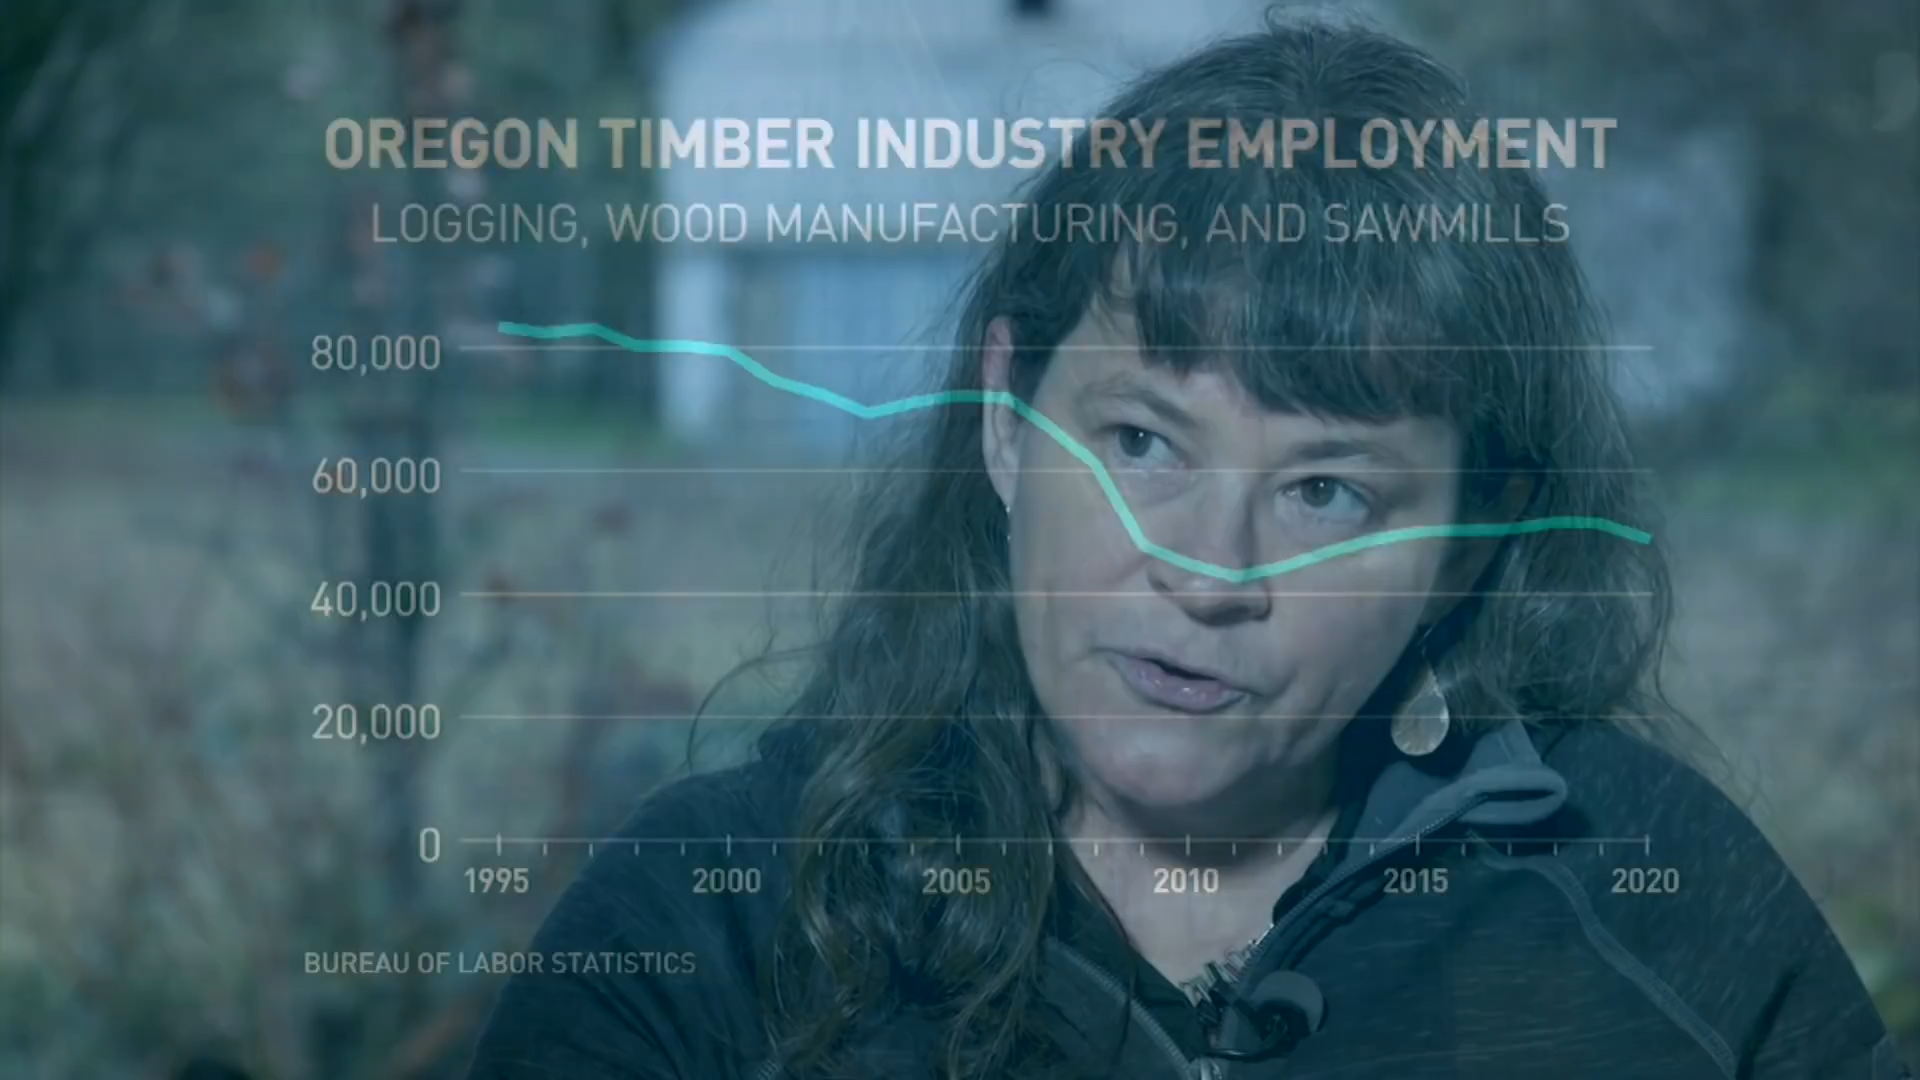 OREGON TIMBER INDUSTRY EMPLOYMENT
LOGGING, WOOD MANUFACTURING, AND SAWMILLS
80,000
60,000
40,000
20,000
0
1995 2000 2005 2010 2015 2020
BUREAU OF LABOR STATISTICS